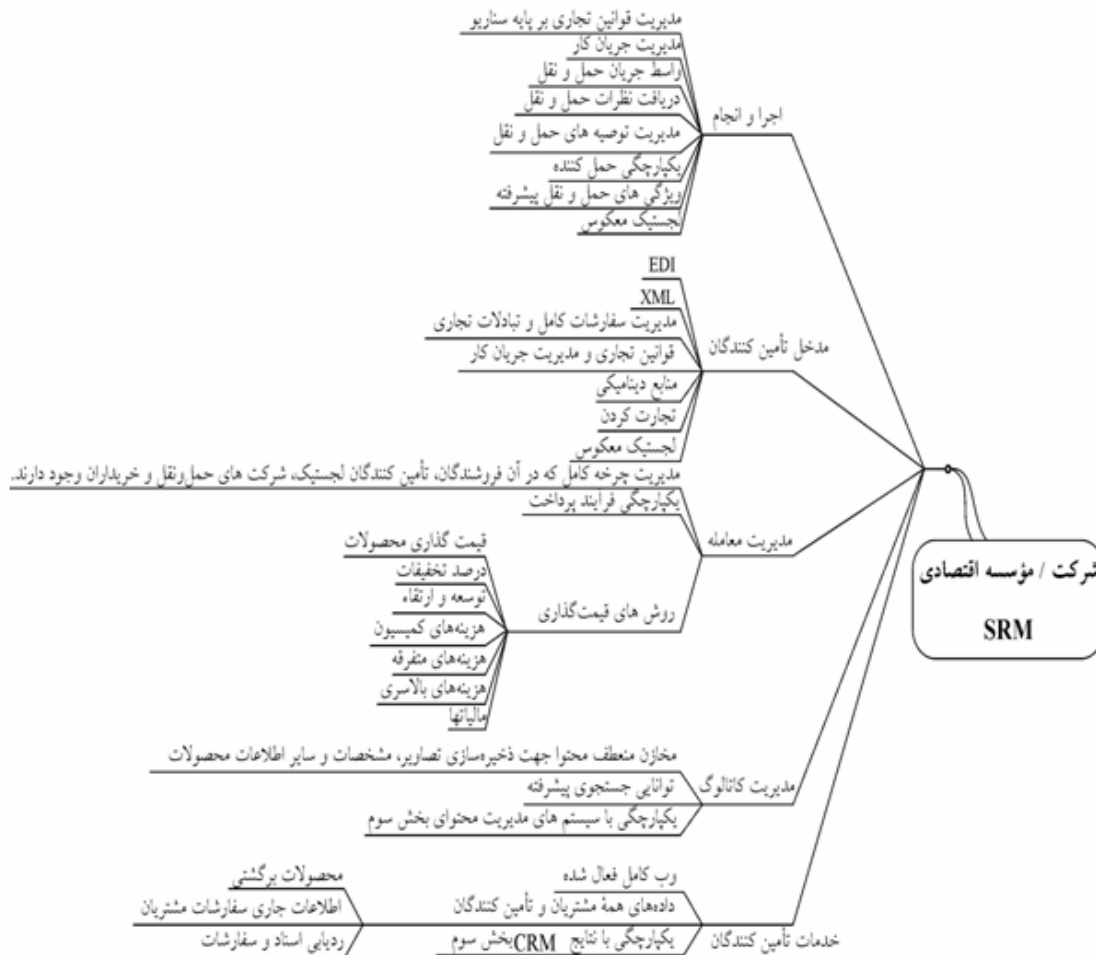 شرکت / مؤسسه اقتصادی
SRM
اجرا و انجام
مدیریت قوانین تجاری بر پایه سناریو
مدیریت جریان کار
واسط جریان حمل و نقل
دریافت نظرات حمل و نقل
مدیریت توصیه های حمل و نقل
یکپارچگی حمل کننده
ویژگی های حمل و نقل پیشرفته
لجستیک معکوس
مدخل تأمین کنندگان
EDI
XML
مدیریت سفارشات کامل و تبادلات تجاری
قوانین تجاری و مدیریت جریان کار
منابع دینامیکی
تجارت کردن
لجستیک معکوس
مدیریت معامله
مدیریت چرخه کامل که در آن فروشندگان، تأمین کنندگان لجستیک، شرکت های حمل‌ونقل و خریداران وجود دارند.
یکپارچگی فرآیند پرداخت
روش های قیمت‌گذاری
قیمت گذاری محصولات
درصد تخفیفات
توسعه و ارتقاء
هزینه‌های کمیسیون
هزینه‌های متفرقه
هزینه‌های بالاسری
مالیاتها
مدیریت کاتالوگ
مخازن منعطف محتوا جهت ذخیره‌سازی تصاویر، مشخصات و سایر اطلاعات محصولات
توانایی جستجوی پیشرفته
یکپارچگی با سیستم های مدیریت محتوای بخش سوم
خدمات تأمین کنندگان
وب کامل فعال شده
داده‌های همهٔ مشتریان و تأمین کنندگان
محصولات برگشتی
اطلاعات جاری سفارشات مشتریان
ردیابی اسناد و سفارشات
یکپارچگی با نتایج CRM بخش سوم